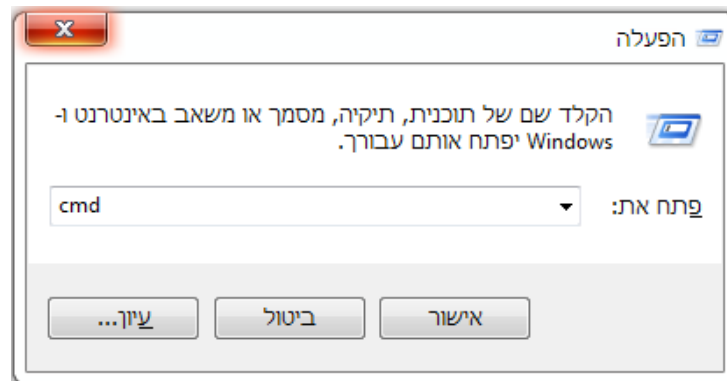 הפעלה
הקלד שם של תוכנית, תיקיה, מסמך או משאב באינטרנט ו-
Windows יפתח אותם עבורך.
פתח את: cmd
אישור ביטול עיון...